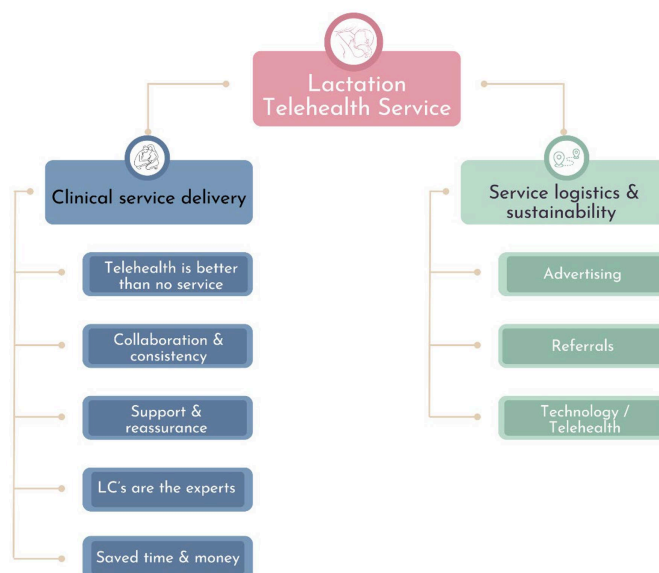 Lactation
Telehealth Service
Clinical service delivery
Telehealth is better
than no service
Collaboration &
consistency
Support &
reassurance
LC's are the experts
Saved time & money
Service logistics &
sustainability
Advertising
Referrals
Technology /
Telehealth